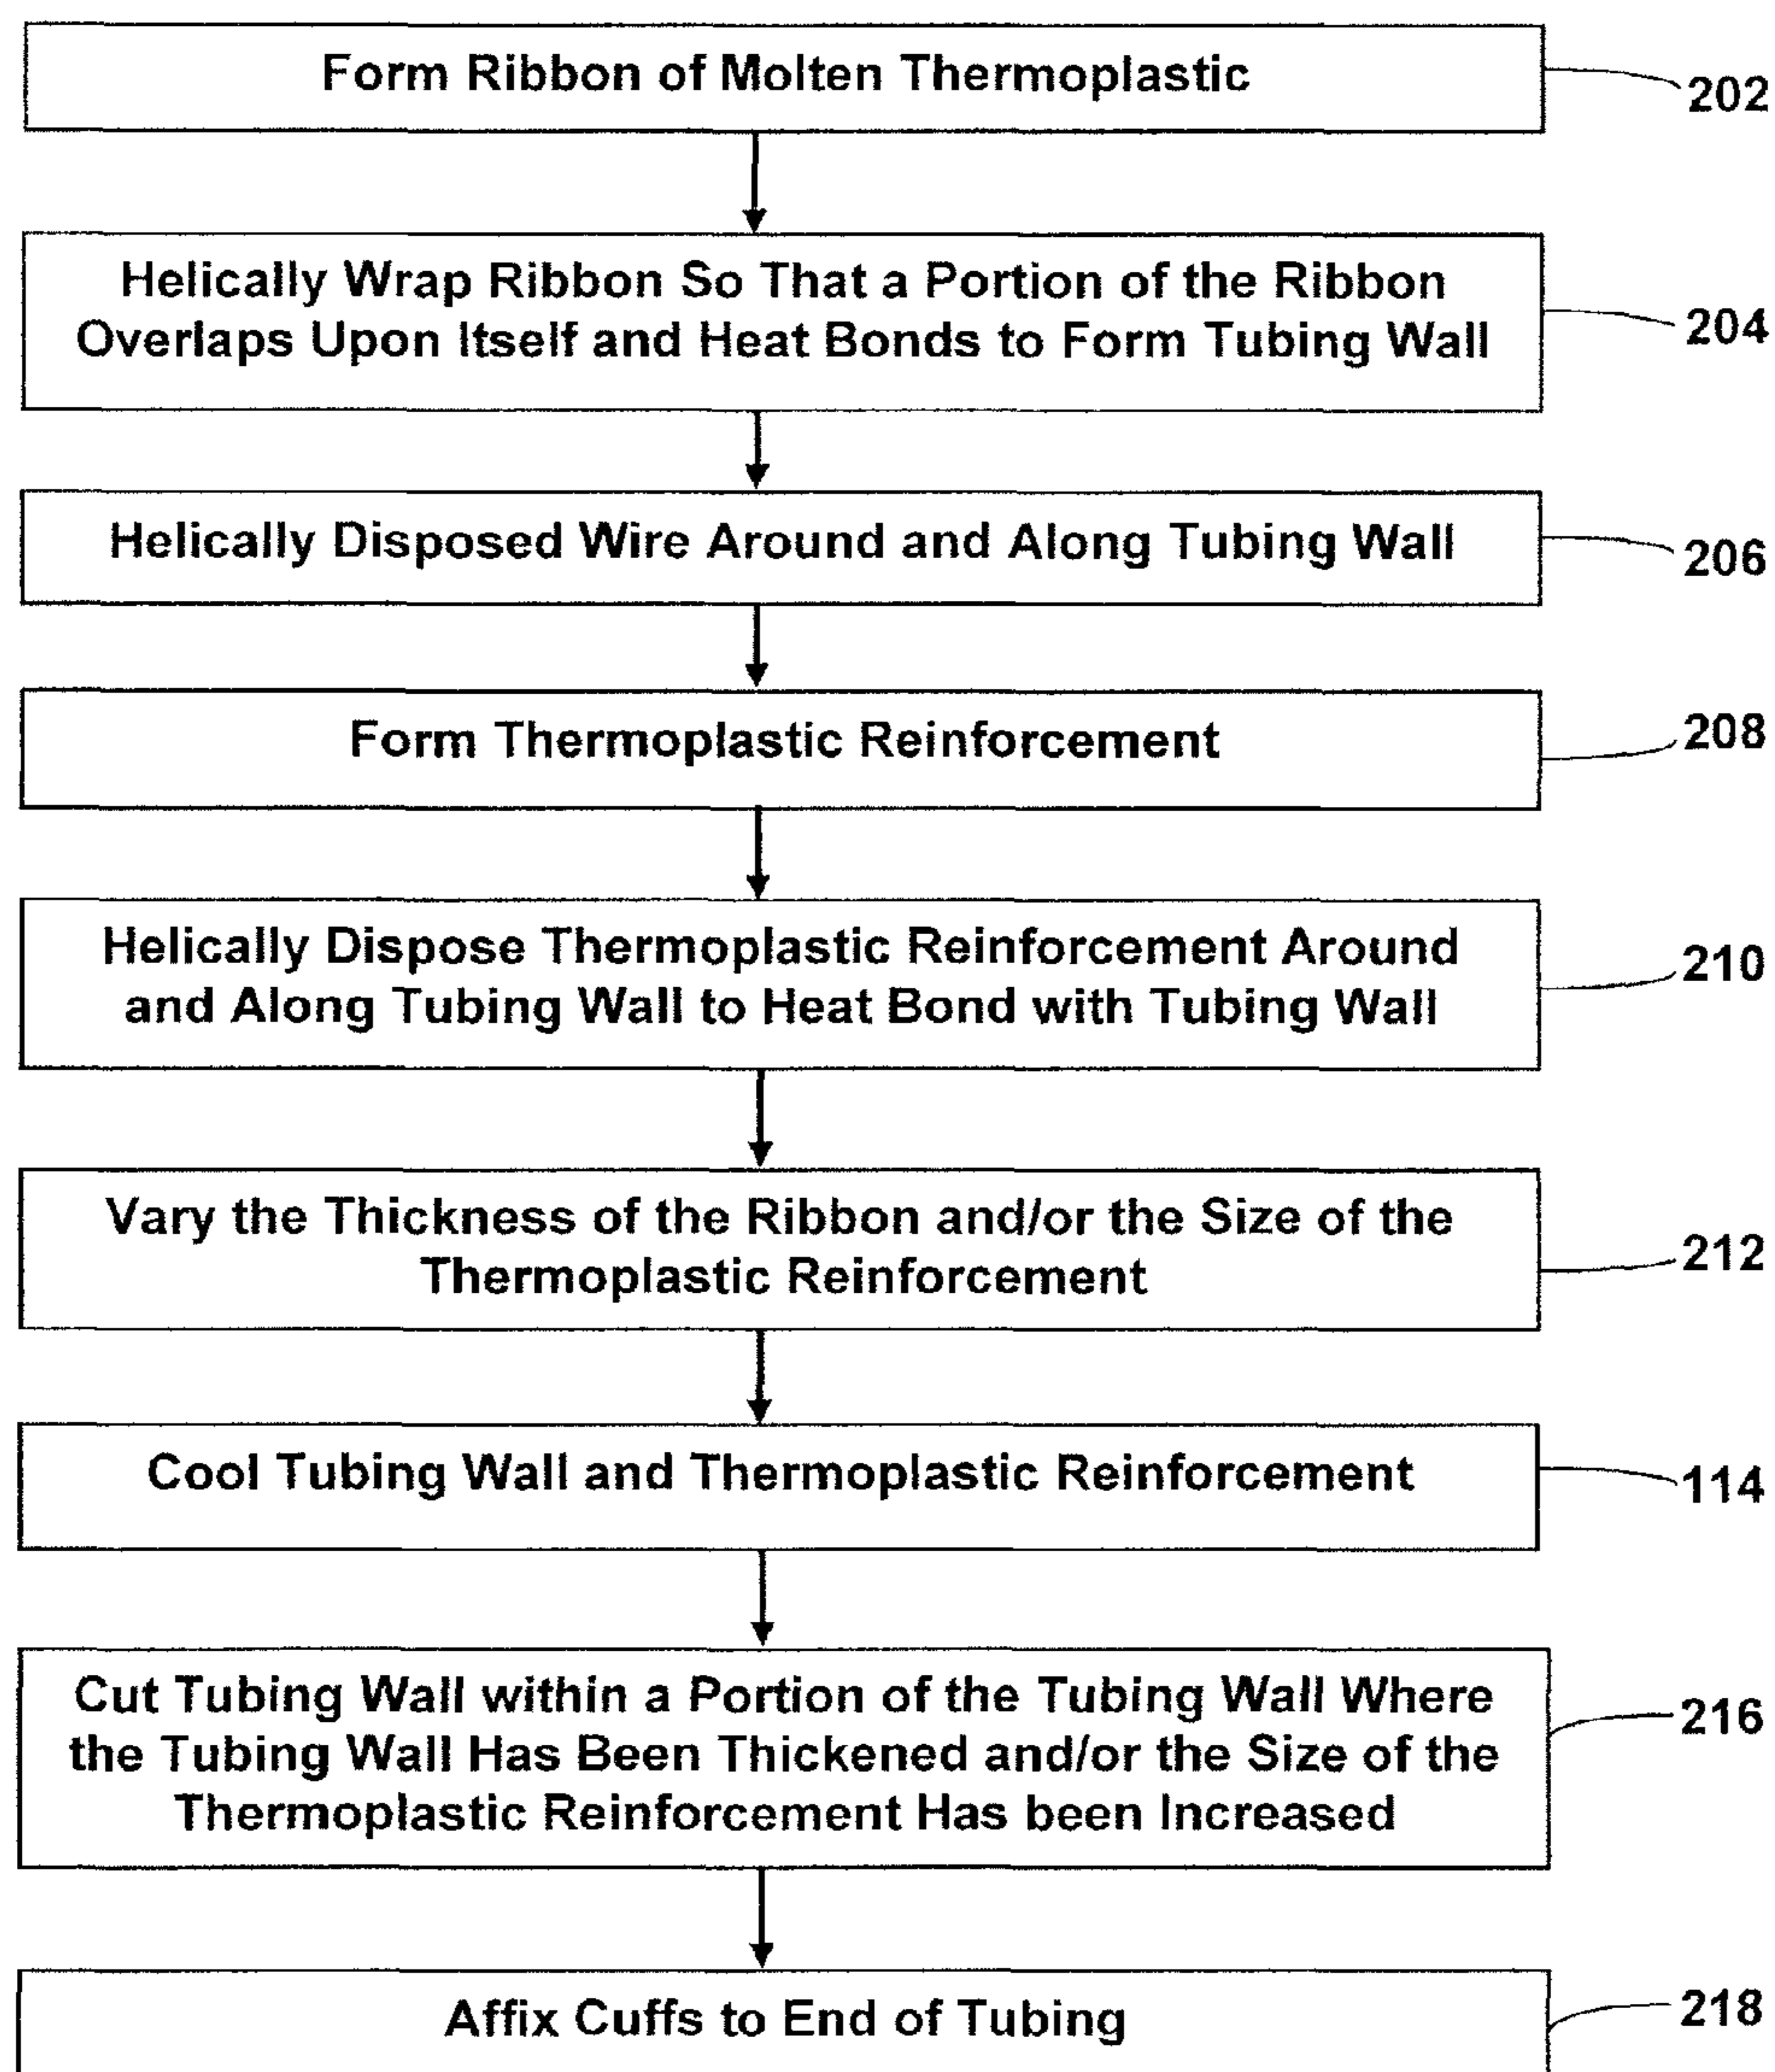 Form Ribbon of Molten Thermoplastic
202
Helically Wrap Ribbon So That a Portion of the Ribbon
Overlaps Upon Itself and Heat Bonds to Form Tubing Wall
204
Helically Disposed Wire Around and Along Tubing Wall
206
Form Thermoplastic Reinforcement
208
Helically Dispose Thermoplastic Reinforcement Around
and Along Tubing Wall to Heat Bond with Tubing Wall
210
Vary the Thickness of the Ribbon and/or the Size of the
Thermoplastic Reinforcement
212
Cool Tubing Wall and Thermoplastic Reinforcement
114
Cut Tubing Wall within a Portion of the Tubing Wall Where
the Tubing Wall Has Been Thickened and/or the Size of the
Thermoplastic Reinforcement Has been Increased
216
Affix Cuffs to End of Tubing
218